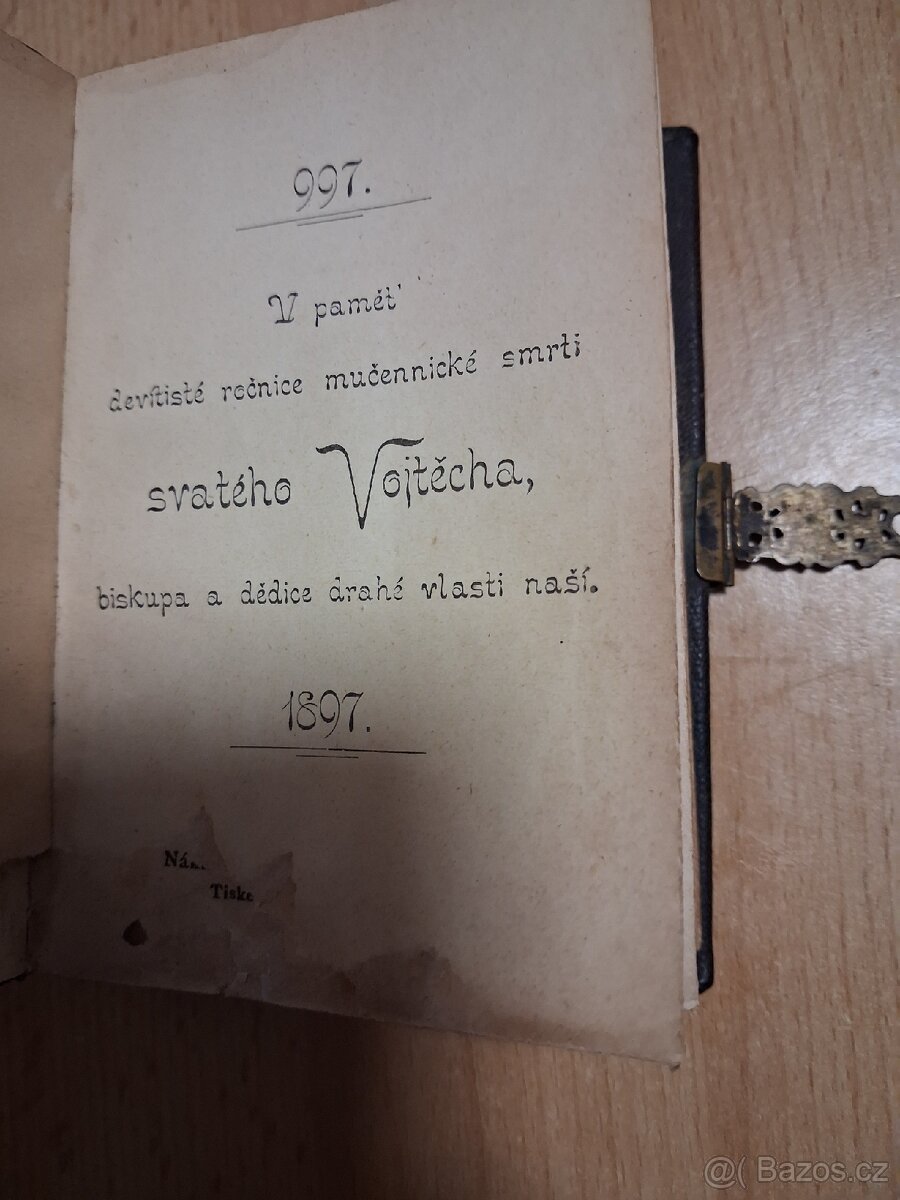 997.
V paměť
devítisté ročnice mučennické smrti
svatého Vojtěcha,
biskupa a dědice drahé vlasti naší.
1897.
@( Bazos.cz